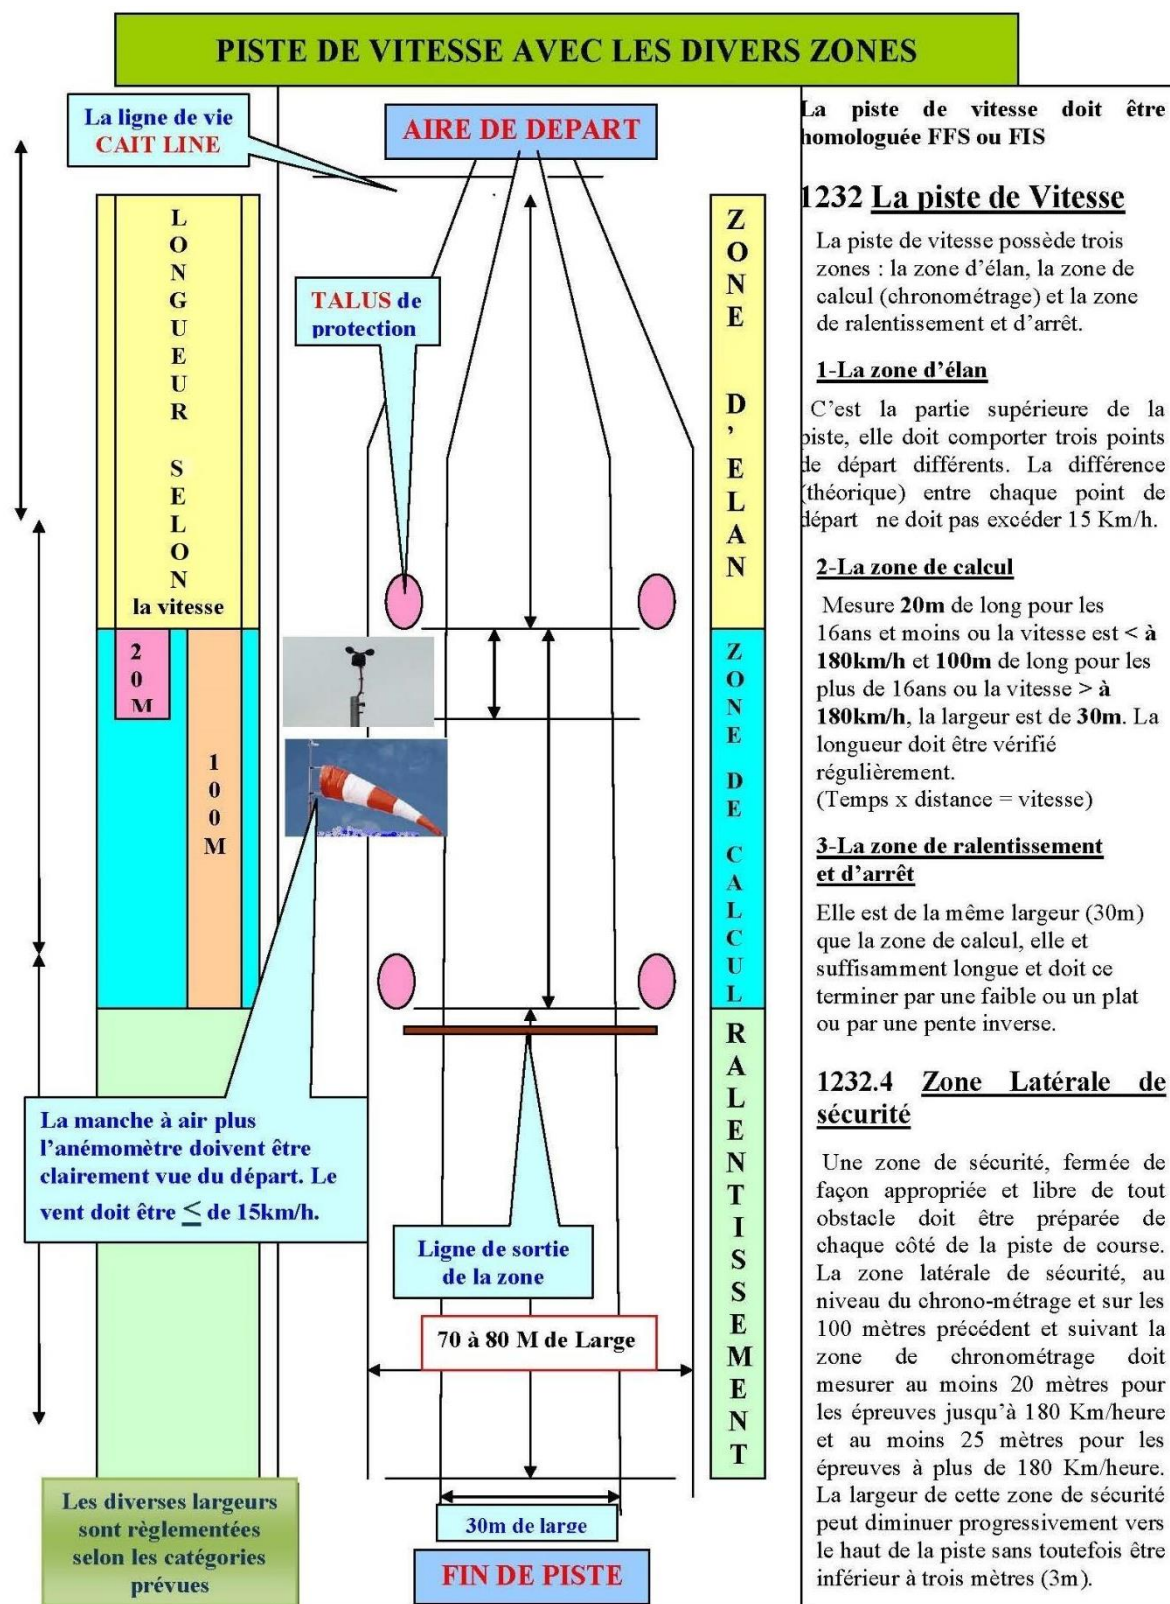 PISTE DE VITESSE AVEC LES DIVERS ZONES
La ligne de vie
CAIT LINE
AIRE DE DEPART
LONGUEUR SELON
la vitesse
TALUS de
protection
ZONE D'ELAN
20M
100M
ZONE DE CALCUL
La manche à air plus
l'anémomètre doivent être
clairement vue du départ. Le
vent doit être ≤ de 15km/h.
Ligne de sortie
de la zone
RALENTISSEMENT
70 à 80 M de Large
30m de large
Les diverses largeurs
sont règlementées
selon les catégories
prévues
FIN DE PISTE
La piste de vitesse doit être
homologuée FFS ou FIS
1232 La piste de Vitesse
La piste de vitesse possède trois
zones : la zone d'élan, la zone de
calcul (chronométrage) et la zone
de ralentissement et d'arrêt.
1-La zone d'élan
C'est la partie supérieure de la
piste, elle doit comporter trois points
de départ différents. La différence
(théorique) entre chaque point de
départ ne doit pas excéder 15 Km/h.
2-La zone de calcul
Mesure 20m de long pour les
16ans et moins ou la vitesse est < à
180km/h et 100m de long pour les
plus de 16ans ou la vitesse > à
180km/h, la largeur est de 30m. La
longueur doit être vérifié
régulièrement.
(Temps x distance = vitesse)
3-La zone de ralentissement
et d'arrêt
Elle est de la même largeur (30m)
que la zone de calcul, elle et
suffisamment longue et doit ce
terminer par une faible ou un plat
ou par une pente inverse.
1232.4 Zone Latérale de
sécurité
Une zone de sécurité, fermée de
façon appropriée et libre de tout
obstacle doit être préparée de
chaque côté de la piste de course.
La zone latérale de sécurité, au
niveau du chrono-métrage et sur les
100 mètres précédent et suivant la
zone de chronométrage doit
mesurer au moins 20 mètres pour
les épreuves jusqu'à 180 Km/heure
et au moins 25 mètres pour les
épreuves à plus de 180 Km/heure.
La largeur de cette zone de sécurité
peut diminuer progressivement vers
le haut de la piste sans toutefois être
inférieur à trois mètres (3m).